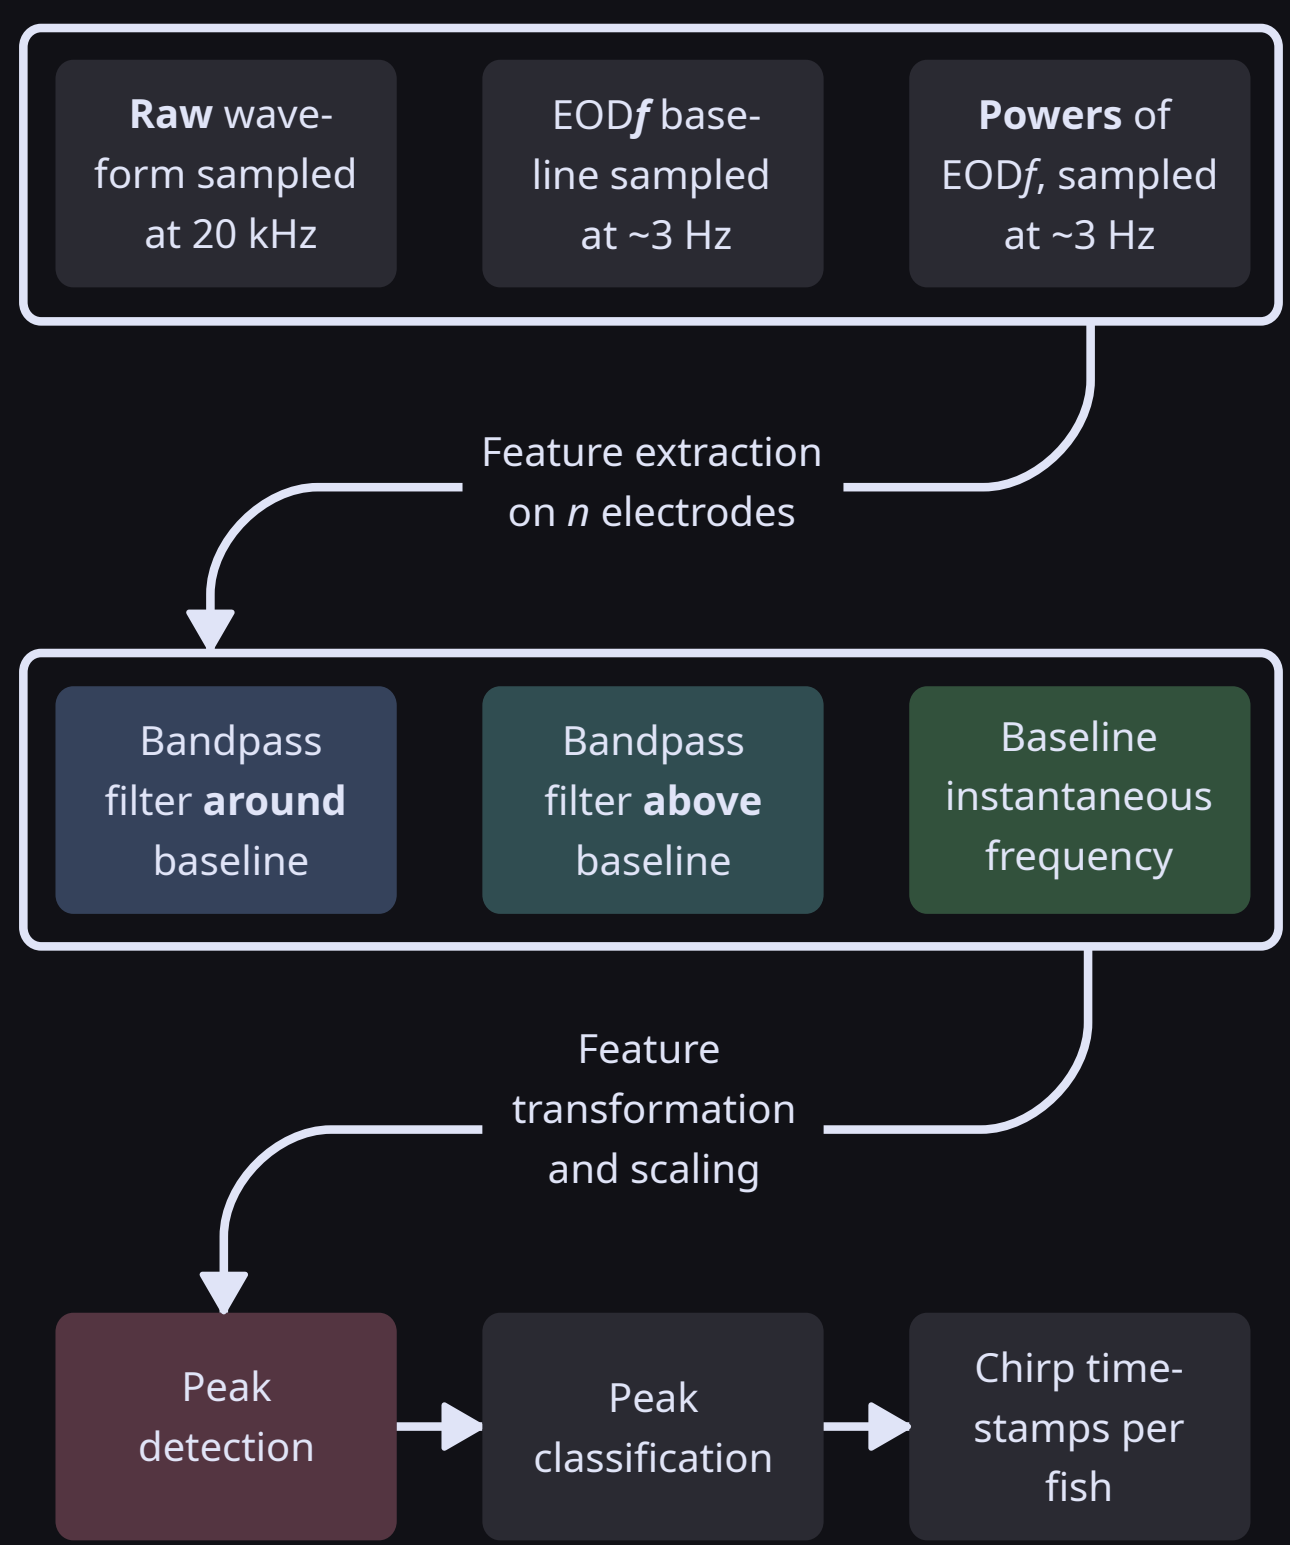 Raw wave-
form sampled
at 20 kHz
EODf base-
line sampled
at ~3 Hz
Powers of
EODf, sampled
at ~3 Hz
Feature extraction
on n electrodes
Bandpass
filter around
baseline
Bandpass
filter above
baseline
Baseline
instantaneous
frequency
Feature
transformation
and scaling
Peak
detection
Peak
classification
Chirp time-
stamps per
fish